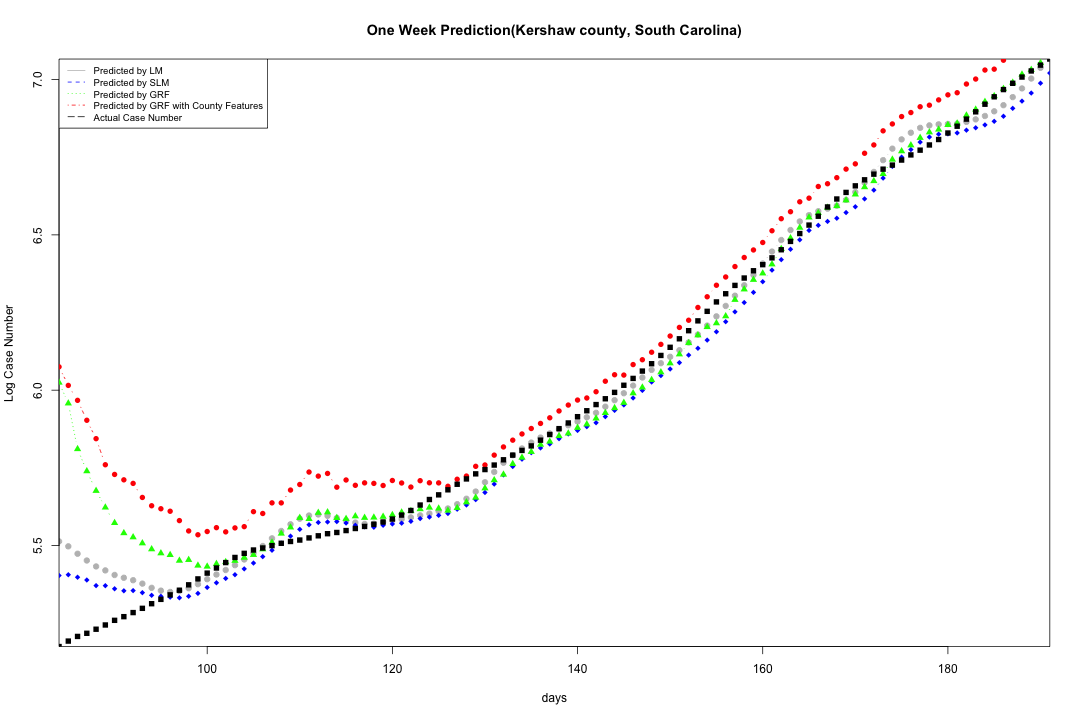 One Week Prediction(Kershaw county, South Carolina)
Predicted by LM
Predicted by SLM
Predicted by GRF
Predicted by GRF with County Features
Actual Case Number
7.0
6.5
6.0
5.5
Log Case Number
100 120 140 160 180
days